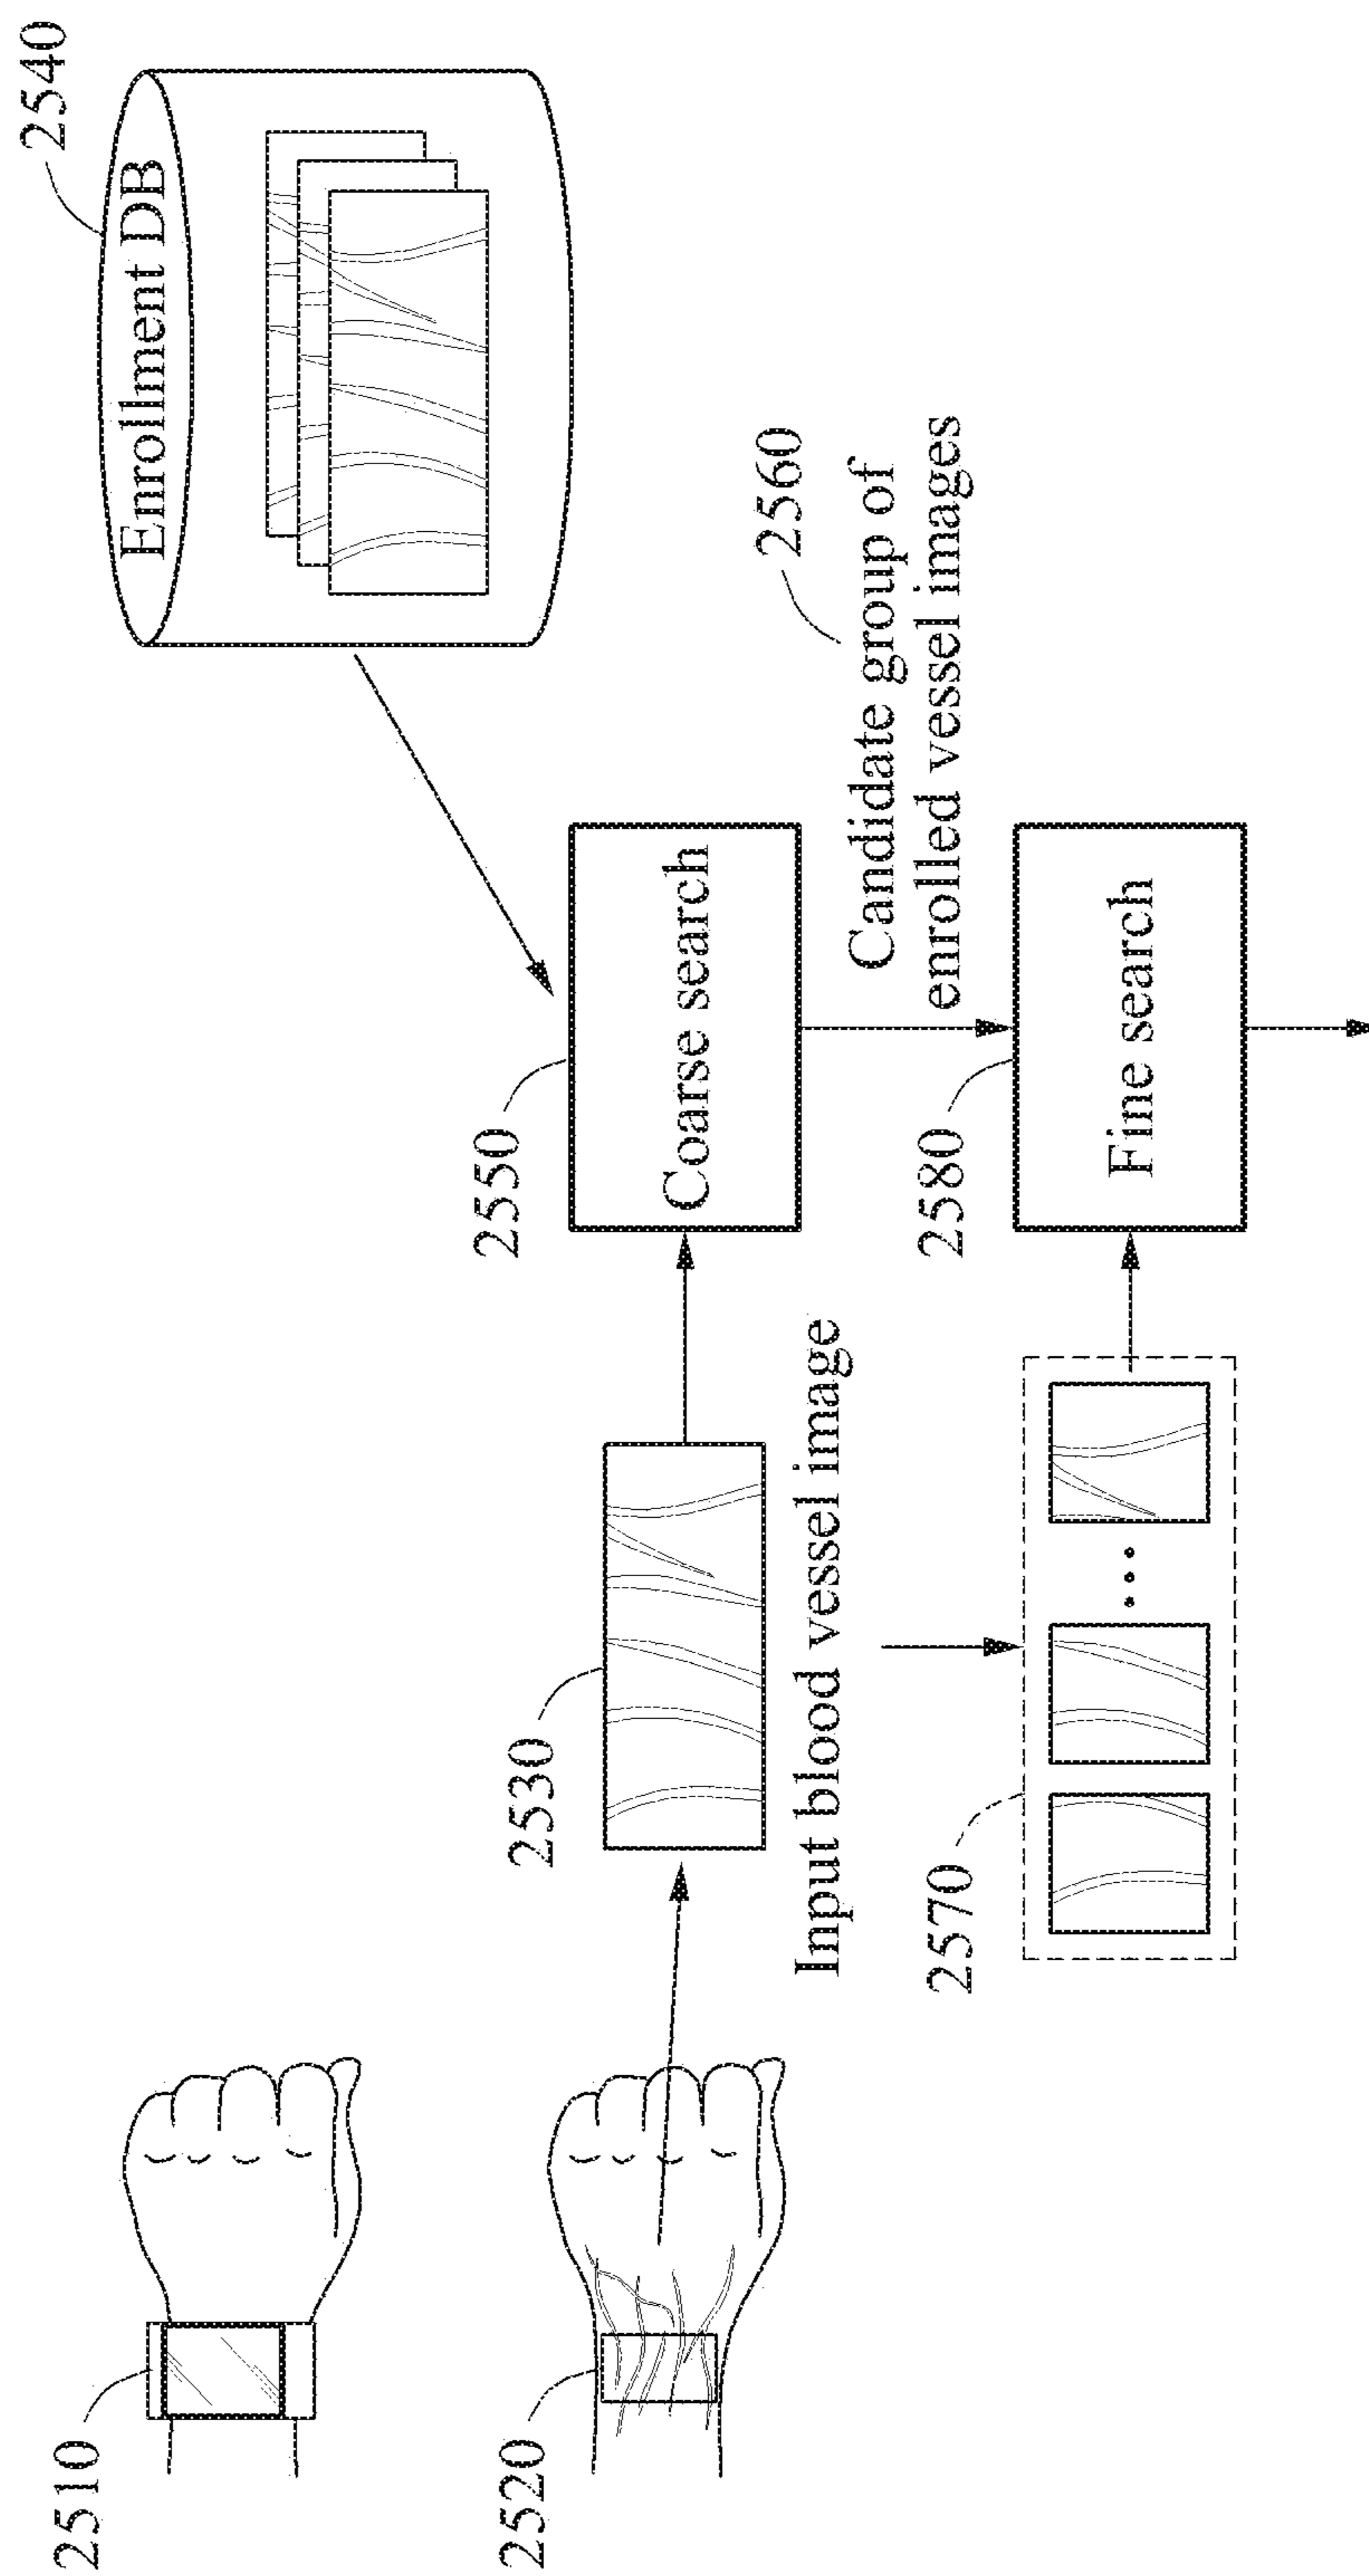 2510
2520
2530
Input blood vessel image
2540
Enrollment DB
2550
Coarse search
2560
Candidate group of
enrolled vessel images
2570
2580
Fine search